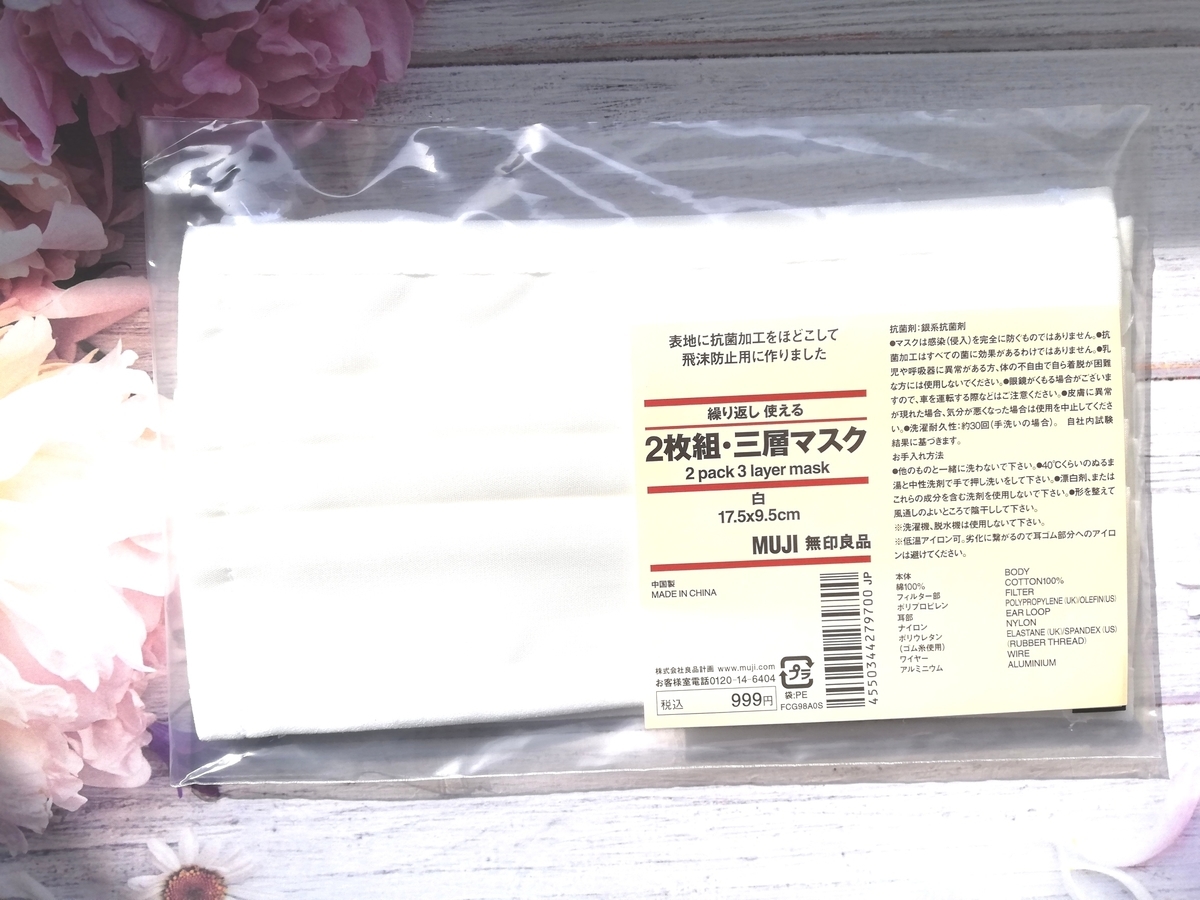 表地に抗菌加工をほどこして
飛沫防止用に作りました
繰り返し 使える
2枚組・三層マスク
2 pack 3 layer mask
白
17.5x9.5cm
MUJI 無印良品
中国製
MADE IN CHINA
株式会社良品計画 www.muji.com
お客様室電話0120-14-6404
税込 999円
プラ
袋:PE
FCG98A0S
4550344279700 JP
抗菌剤:銀系抗菌剤
●マスクは感染(侵入)を完全に防ぐものではありません。●抗
菌加工はすべての菌に効果があるわけではありません。●乳
児や呼吸器に異常がある方、体の不自由で自ら着脱が困難
な方には使用しないでください。●眼鏡がくもる場合がございま
すので、車を運転する際などはご注意ください。●皮膚に異常
が現れた場合、気分が悪くなった場合は使用を中止してくださ
い。●洗濯耐久性:約30回(手洗いの場合)。 自社内試験
結果に基づきます。
お手入れ方法
●他のものと一緒に洗わないで下さい。●40℃くらいのぬるま
湯と中性洗剤で手で押し洗いをして下さい。●漂白剤、または
これらの成分を含む洗剤を使用しないで下さい。●形を整えて
風通しのよいところで陰干しして下さい。
※洗濯機、脱水機は使用しないで下さい。
※低温アイロン可。劣化に繋がるので耳ゴム部分へのアイロ
ンは避けてください。
本体
綿100%
フィルター部
ポリプロピレン
耳部
ナイロン
ポリウレタン
(ゴム糸使用)
ワイヤー
アルミニウム
BODY
COTTON100%
FILTER
POLYPROPYLENE (UK)/OLEFIN(US)
EAR LOOP
NYLON
ELASTANE (UK)/SPANDEX (US)
(RUBBER THREAD)
WIRE
ALUMINIUM